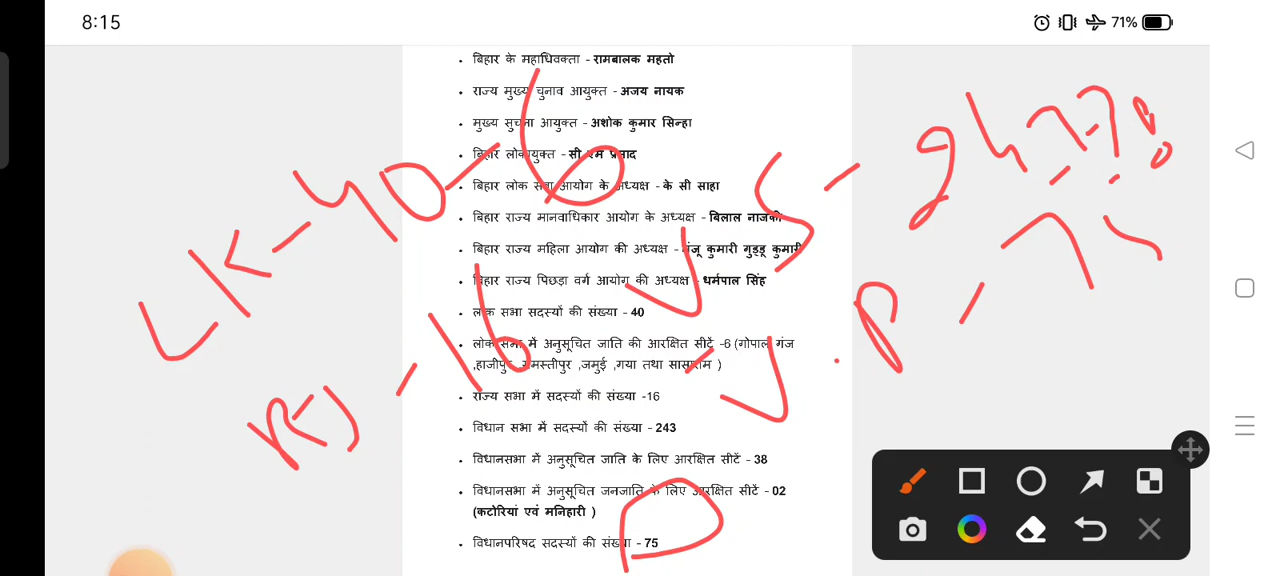 8:15
71%
• बिहार के महाधिवक्ता - रामबालक महतो
• राज्य मुख्य चुनाव आयुक्त - अजय नायक
• मुख्य सुचना आयुक्त - अशोक कुमार सिन्हा
• बिहार लोकायुक्त - सी एम प्रसाद
• बिहार लोक सेवा आयोग के अध्यक्ष - के सी साहा
• बिहार राज्य मानवाधिकार आयोग के अध्यक्ष - बिलाल नाजकी
• बिहार राज्य महिला आयोग की अध्यक्ष - मंजू कुमारी गुड्डू कुमारी
• बिहार राज्य पिछड़ा वर्ग आयोग की अध्यक्ष - धर्मपाल सिंह
• लोक सभा सदस्यों की संख्या - 40
• लोक सभा में अनुसूचित जाति की आरक्षित सीटें -6 (गोपाल गंज
,हाजीपुर ,समस्तीपुर ,जमुई ,गया तथा सासाराम )
• राज्य सभा में सदस्यों की संख्या -16
• विधान सभा में सदस्यों की संख्या - 243
• विधानसभा में अनुसूचित जाति के लिए आरक्षित सीटें - 38
• विधानसभा में अनुसूचित जनजाति के लिए आरक्षित सीटें - 02
(कटोरियां एवं मनिहारी )
• विधानपरिषद सदस्यों की संख्या - 75
LK-40-6
RJ-16
VS -
V.P - 75